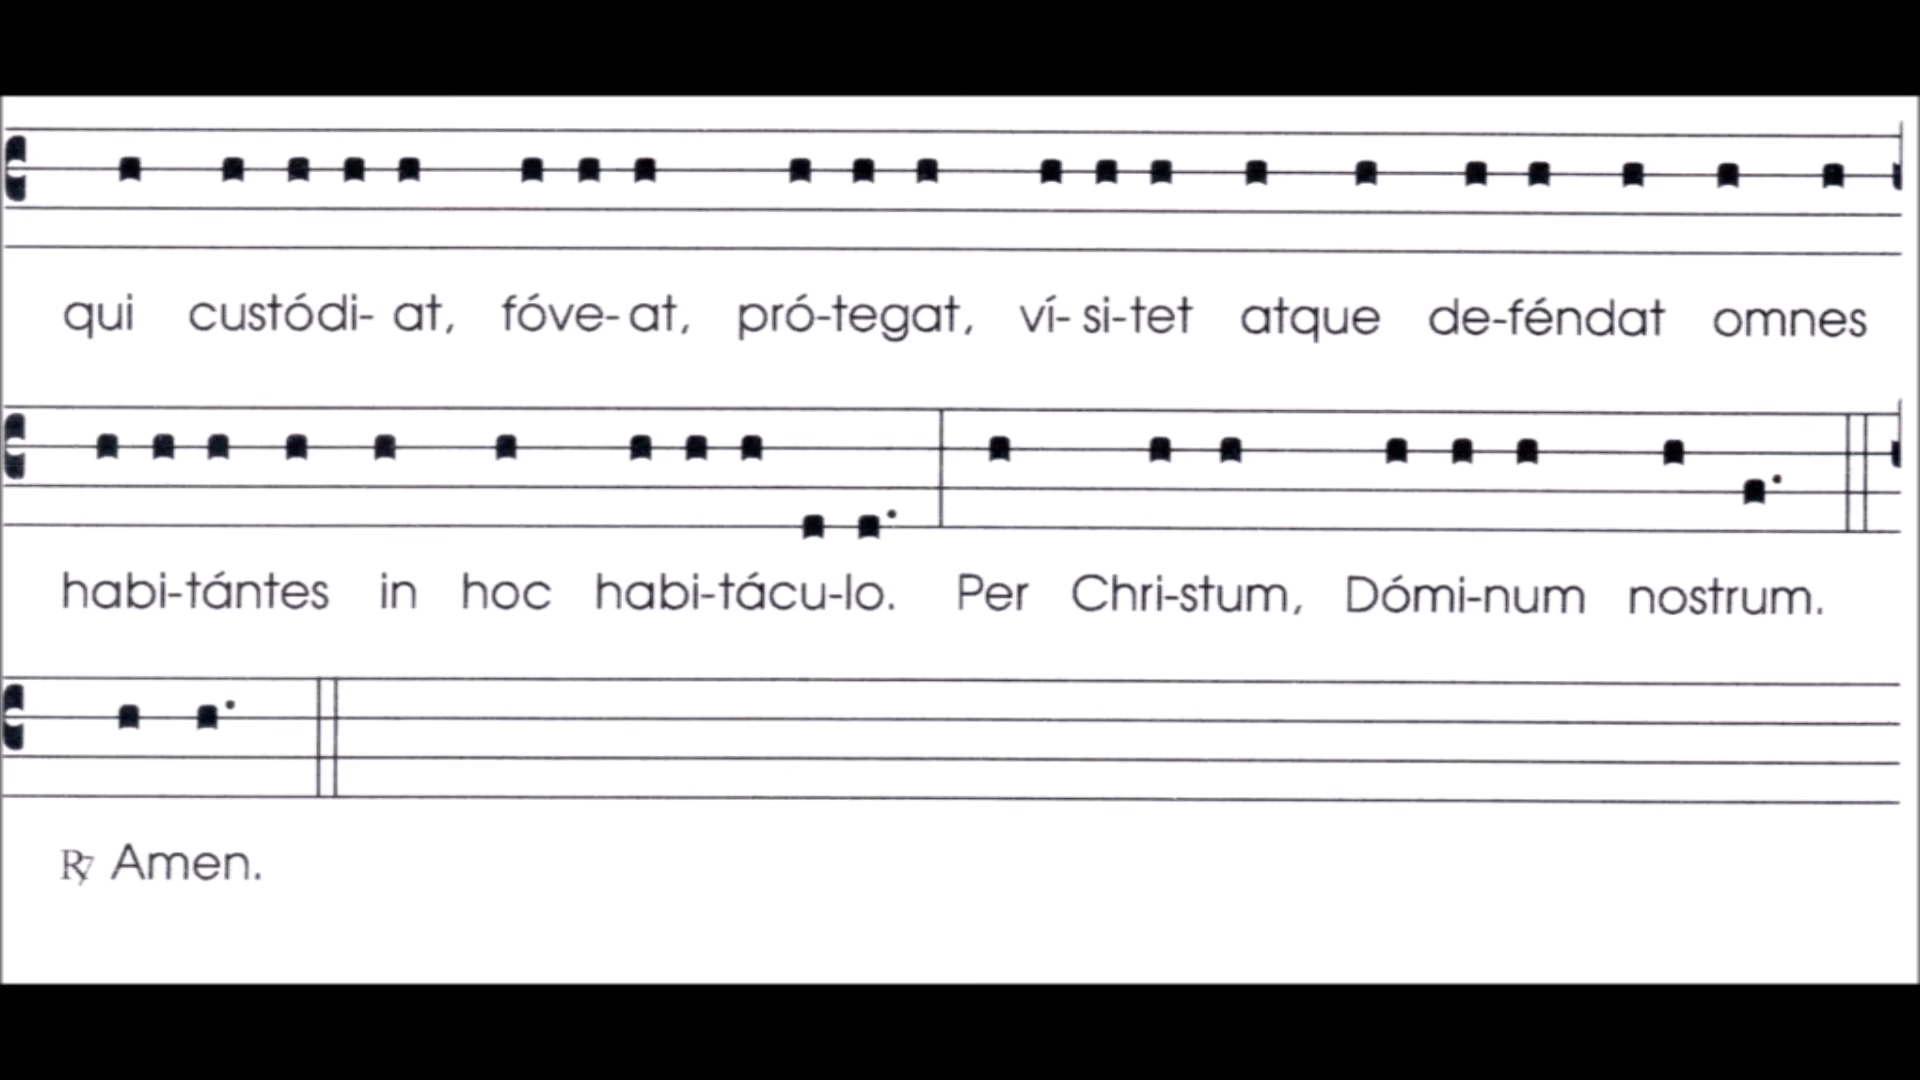 qui custódi- at, fóve- at, pró-tegat, ví- si-tet atque de-féndat omnes
habi-tántes in hoc habi-tácu-lo. Per Chri-stum, Dómi-num nostrum.
℟ Amen.